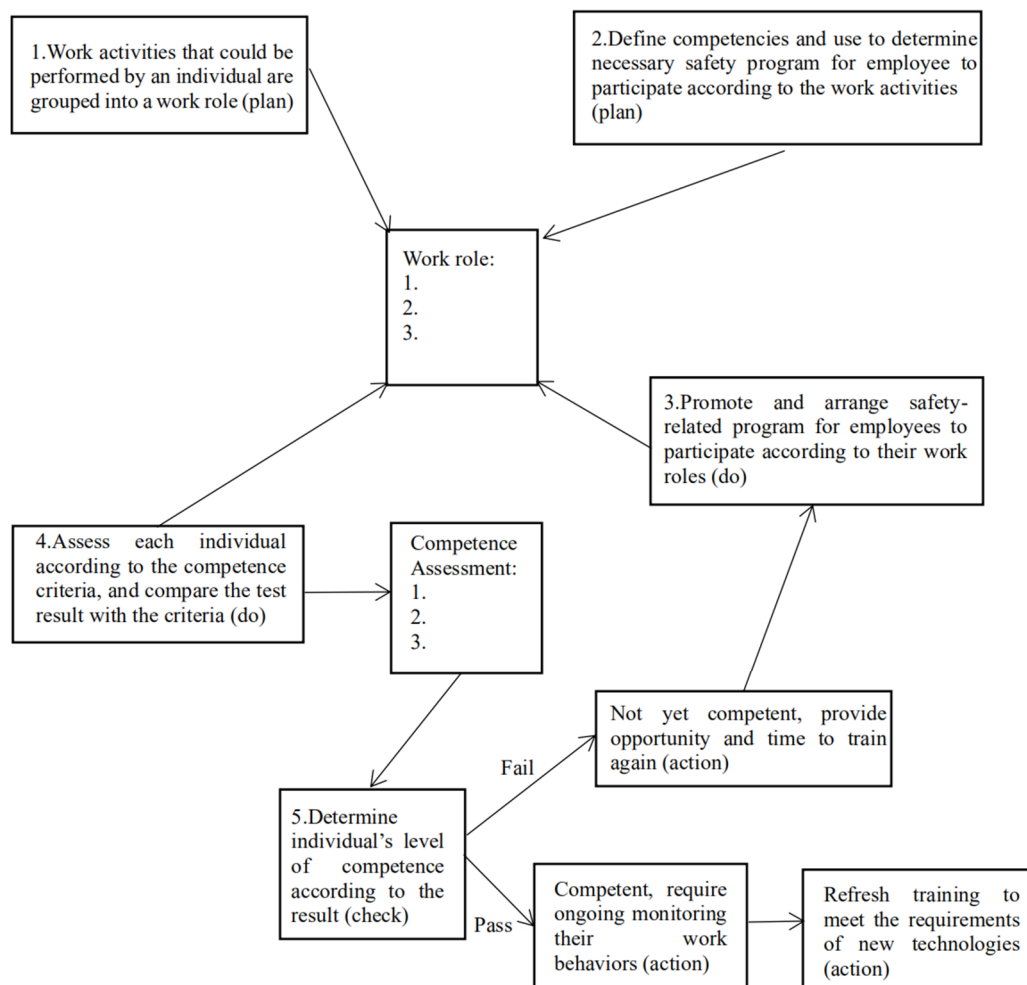 1.Work activities that could be
performed by an individual are
grouped into a work role (plan)
2.Define competencies and use to determine
necessary safety program for employee to
participate according to the work activities
(plan)
Work role:
1.
2.
3.
3.Promote and arrange safety-
related program for employees to
participate according to their work
roles (do)
4.Assess each individual
according to the competence
criteria, and compare the test
result with the criteria (do)
Competence
Assessment:
1.
2.
3.
Not yet competent, provide
opportunity and time to train
again (action)
Fail
5.Determine
individual’s level
of competence
according to the
result (check)
Pass
Competent, require
ongoing monitoring
their work
behaviors (action)
Refresh training to
meet the requirements
of new technologies
(action)